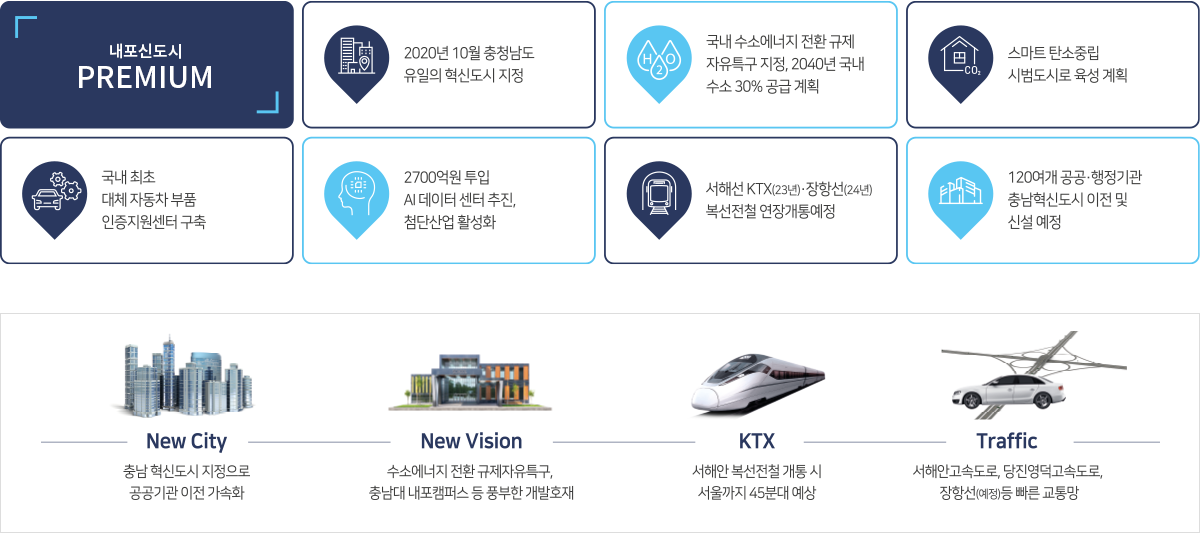 내포신도시
PREMIUM
2020년 10월 충청남도
유일의 혁신도시 지정
H2O
국내 수소에너지 전환 규제
자유특구 지정, 2040년 국내
수소 30% 공급 계획
CO₂
스마트 탄소중립
시범도시로 육성 계획
국내 최초
대체 자동차 부품
인증지원센터 구축
2700억원 투입
AI 데이터 센터 추진,
첨단산업 활성화
서해선 KTX(23년)·장항선(24년)
복선전철 연장개통예정
120여개 공공·행정기관
충남혁신도시 이전 및
신설 예정
New City
충남 혁신도시 지정으로
공공기관 이전 가속화
New Vision
수소에너지 전환 규제자유특구,
충남대 내포캠퍼스 등 풍부한 개발호재
KTX
서해안 복선전철 개통 시
서울까지 45분대 예상
Traffic
서해안고속도로, 당진영덕고속도로,
장항선(예정)등 빠른 교통망